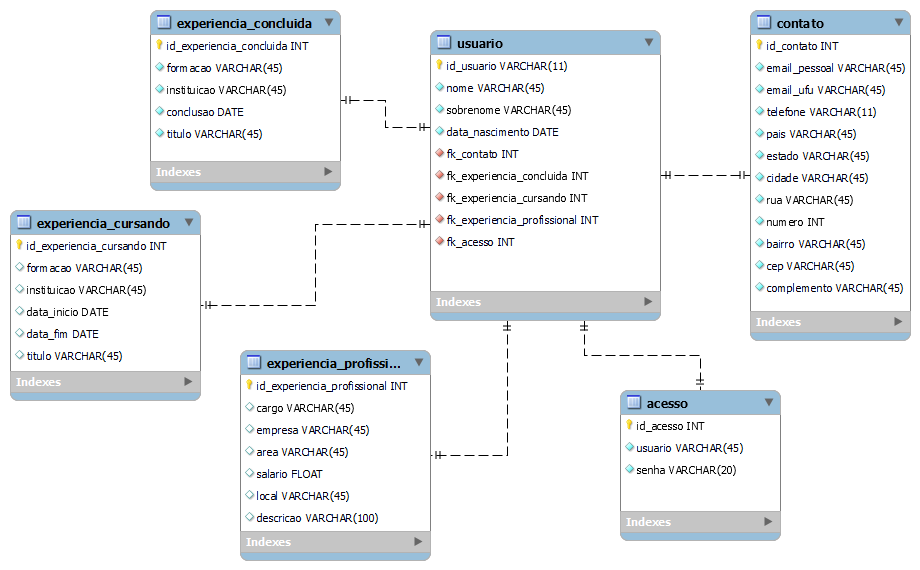 experiencia_concluida
id_experiencia_concluida INT
formacao VARCHAR(45)
instituicao VARCHAR(45)
conclusao DATE
titulo VARCHAR(45)
Indexes
usuario
id_usuario VARCHAR(11)
nome VARCHAR(45)
sobrenome VARCHAR(45)
data_nascimento DATE
fk_contato INT
fk_experiencia_concluida INT
fk_experiencia_cursando INT
fk_experiencia_profissional INT
fk_acesso INT
Indexes
contato
id_contato INT
email_pessoal VARCHAR(45)
email_ufu VARCHAR(45)
telefone VARCHAR(11)
pais VARCHAR(45)
estado VARCHAR(45)
cidade VARCHAR(45)
rua VARCHAR(45)
numero INT
bairro VARCHAR(45)
cep VARCHAR(45)
complemento VARCHAR(45)
Indexes
experiencia_cursando
id_experiencia_cursando INT
formacao VARCHAR(45)
instituicao VARCHAR(45)
data_inicio DATE
data_fim DATE
titulo VARCHAR(45)
Indexes
experiencia_profissi...
id_experiencia_profissional INT
cargo VARCHAR(45)
empresa VARCHAR(45)
area VARCHAR(45)
salario FLOAT
local VARCHAR(45)
descricao VARCHAR(100)
Indexes
acesso
id_acesso INT
usuario VARCHAR(45)
senha VARCHAR(20)
Indexes